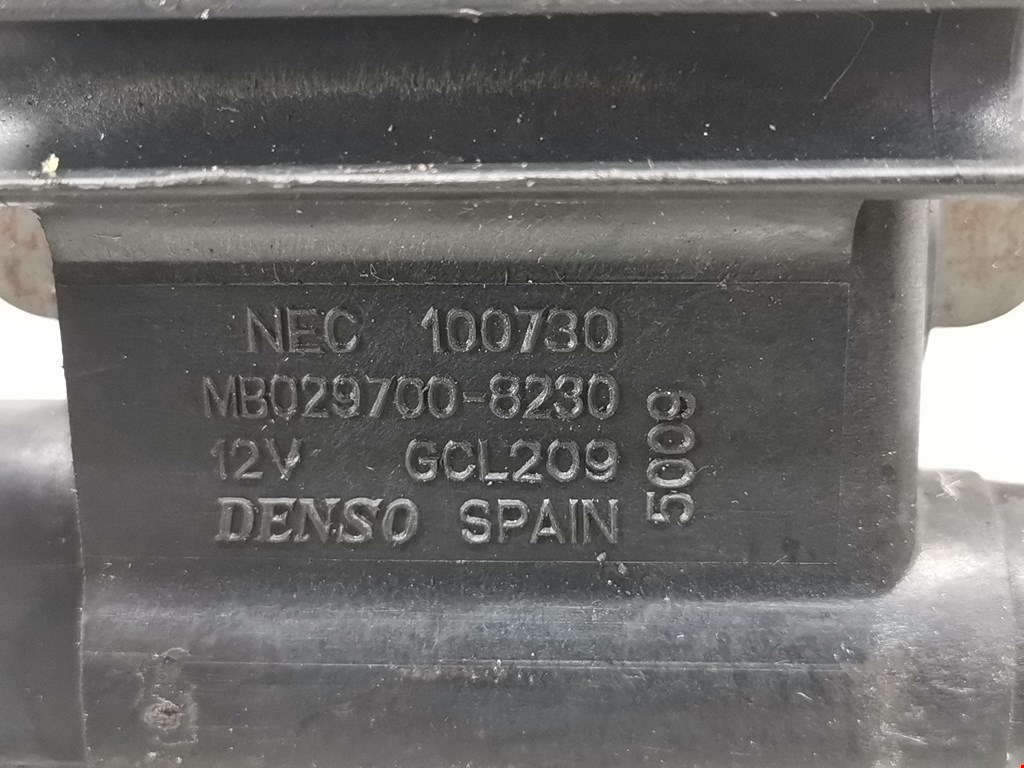 NEC 100730
MB029700-8230
12V GCL209
DENSO SPAIN
5009